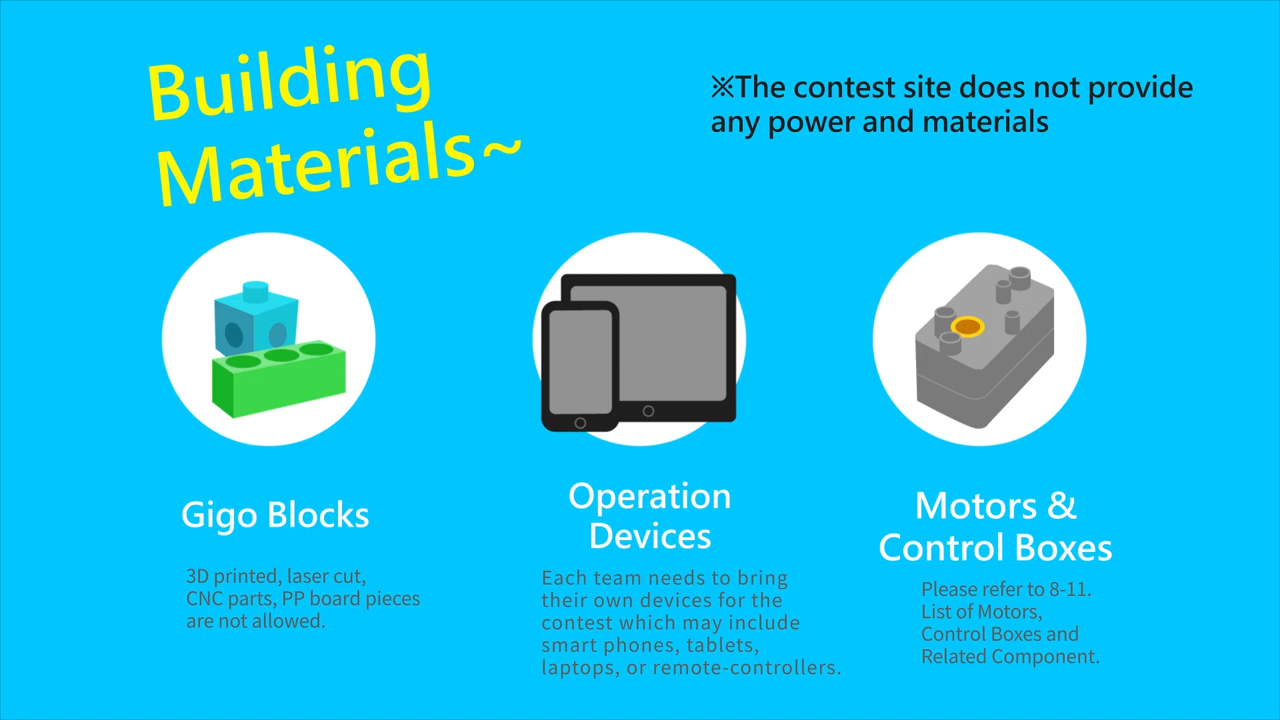 Building
Materials~
※The contest site does not provide
any power and materials
Gigo Blocks
3D printed, laser cut,
CNC parts, PP board pieces
are not allowed.
Operation
Devices
Each team needs to bring
their own devices for the
contest which may include
smart phones, tablets,
laptops, or remote-controllers.
Motors &
Control Boxes
Please refer to 8-11.
List of Motors,
Control Boxes and
Related Component.